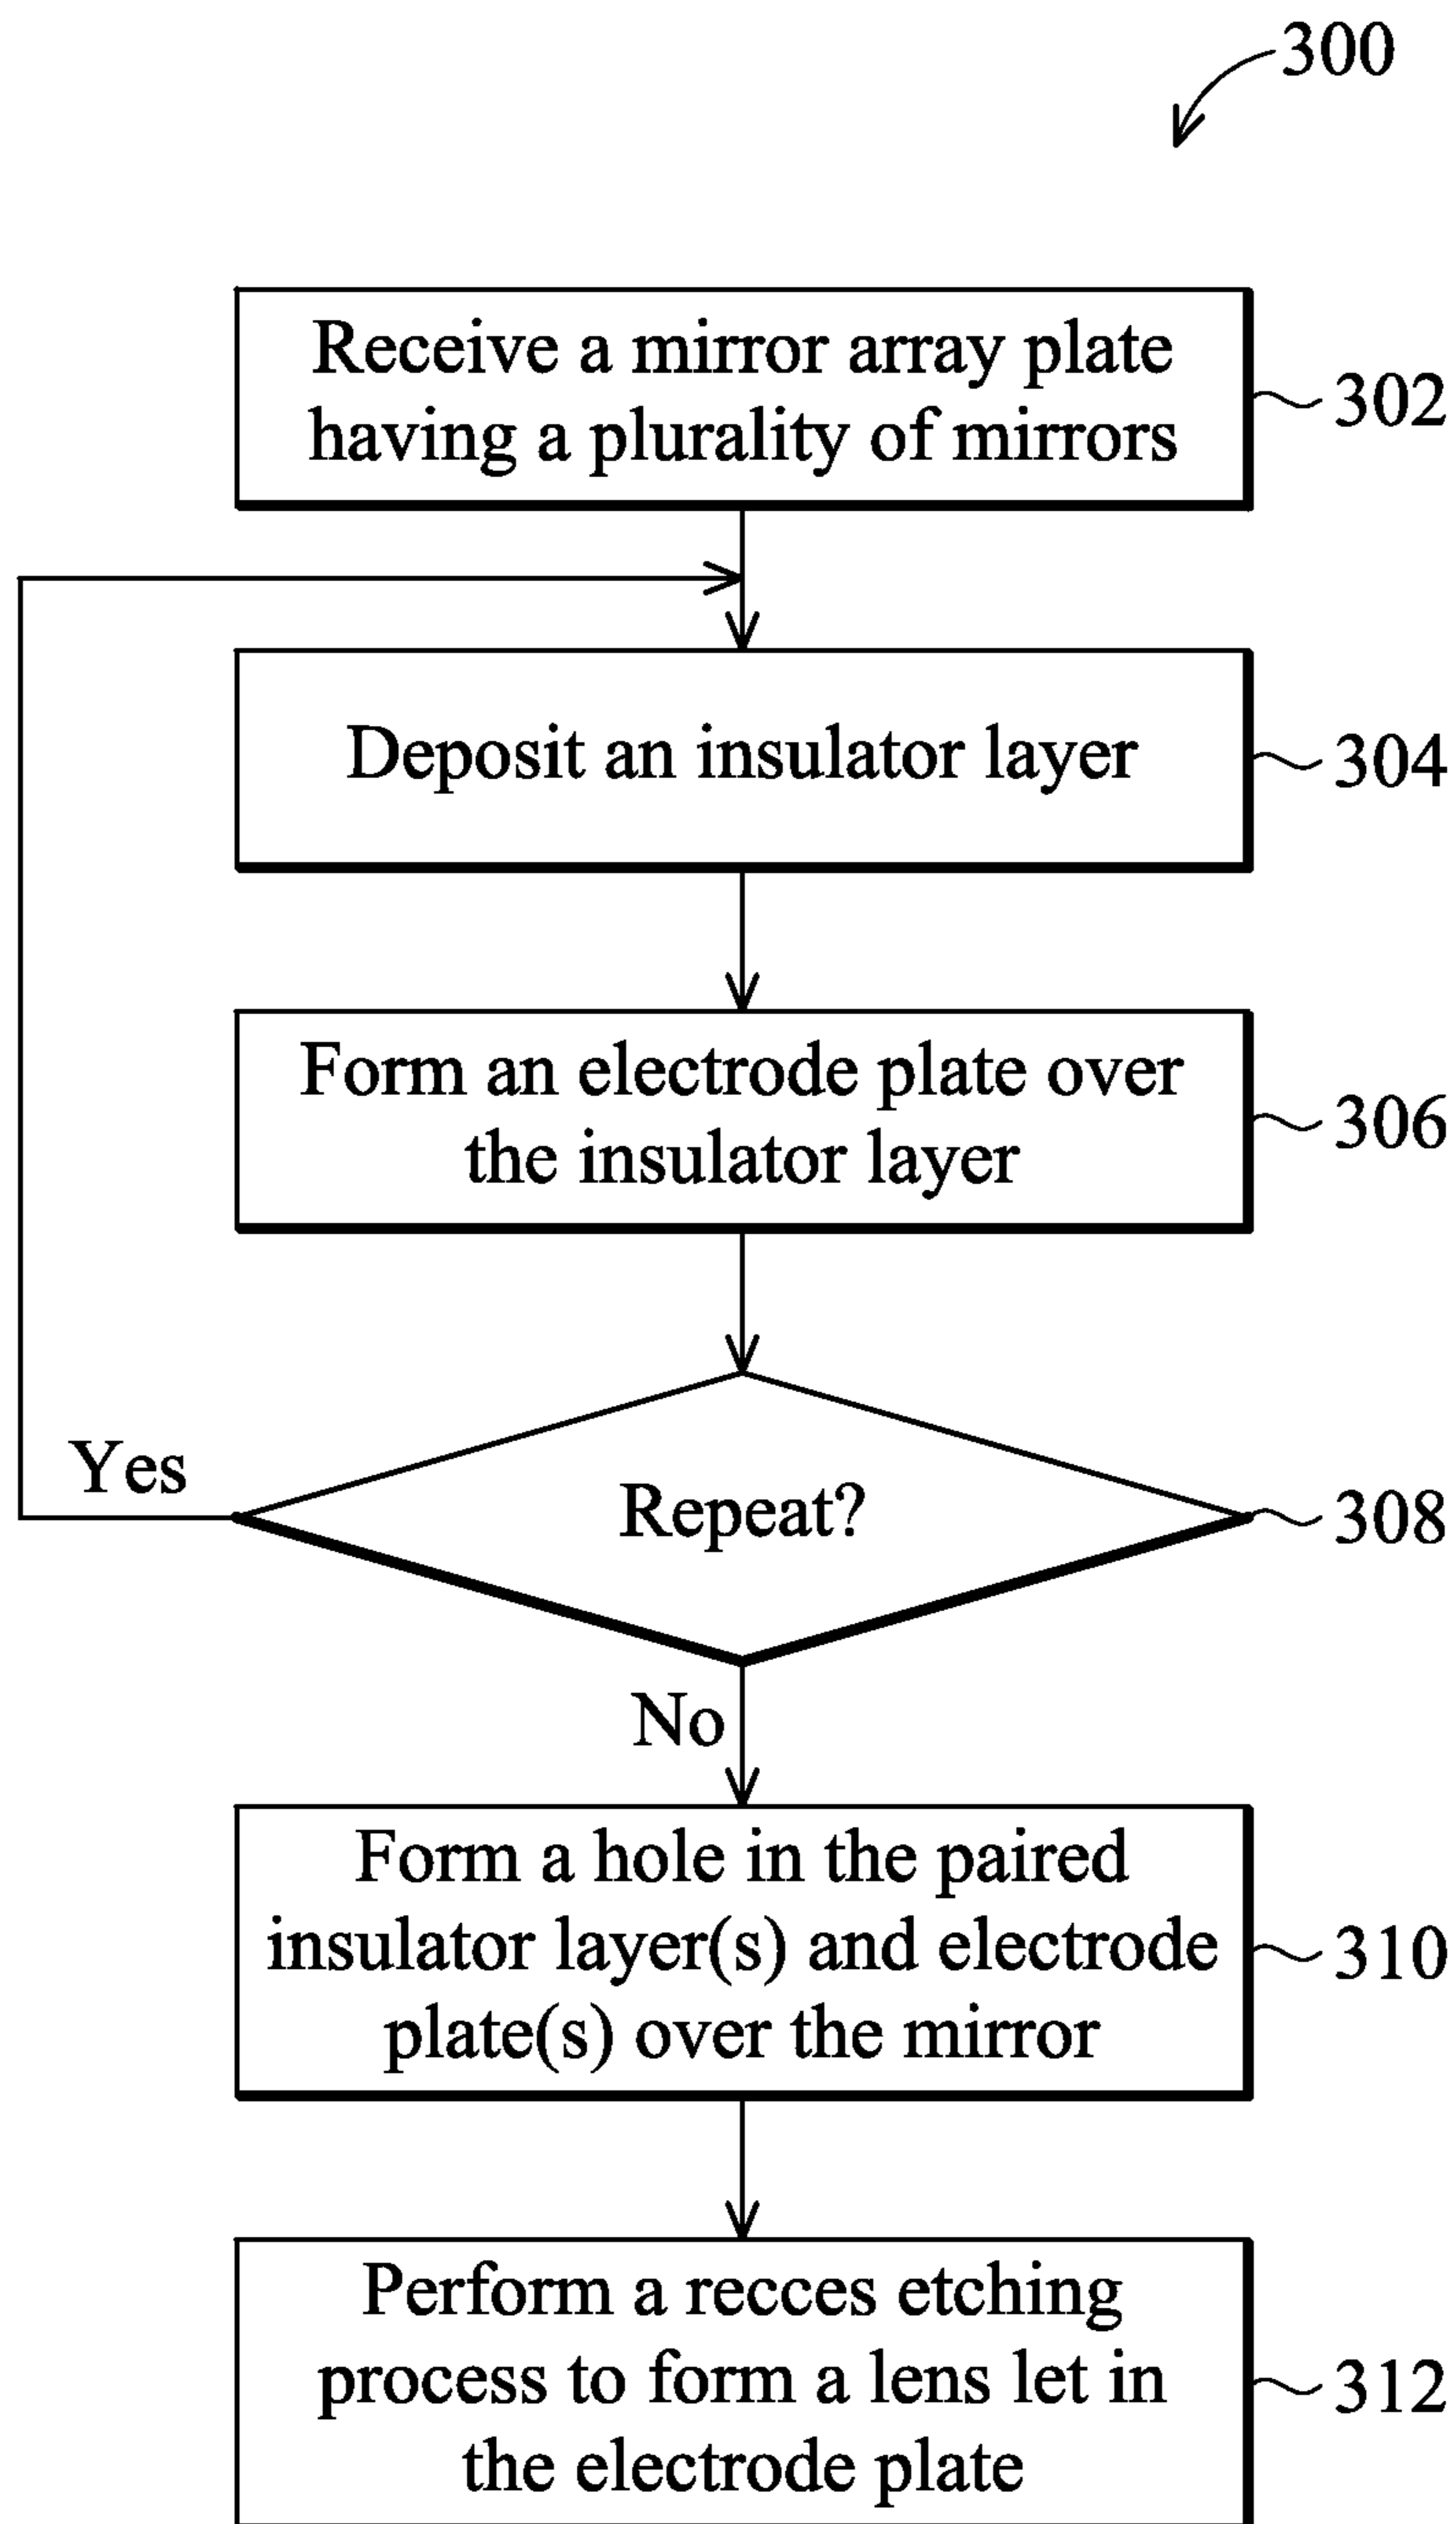 300
Receive a mirror array plate
having a plurality of mirrors
302
Deposit an insulator layer
304
Form an electrode plate over
the insulator layer
306
Yes
Repeat?
308
No
Form a hole in the paired
insulator layer(s) and electrode
plate(s) over the mirror
310
Perform a recces etching
process to form a lens let in
the electrode plate
312